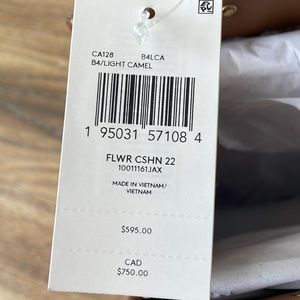 CA128 B4LCA
B4/LIGHT CAMEL
1 95031 57108 4
FLWR CSHN 22
10011161JAX
MADE IN VIETNAM/
VIETNAM
$595.00
CAD
$750.00